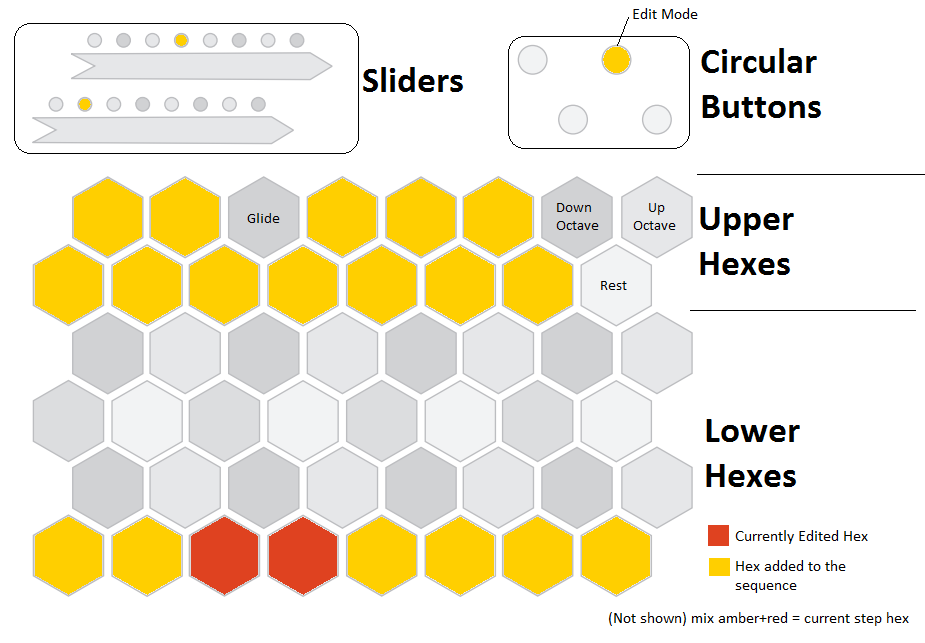 Edit Mode
Sliders
Circular
Buttons
Glide
Down
Octave
Up
Octave
Upper
Hexes
Rest
Lower
Hexes
Currently Edited Hex
Hex added to the
sequence
(Not shown) mix amber+red = current step hex